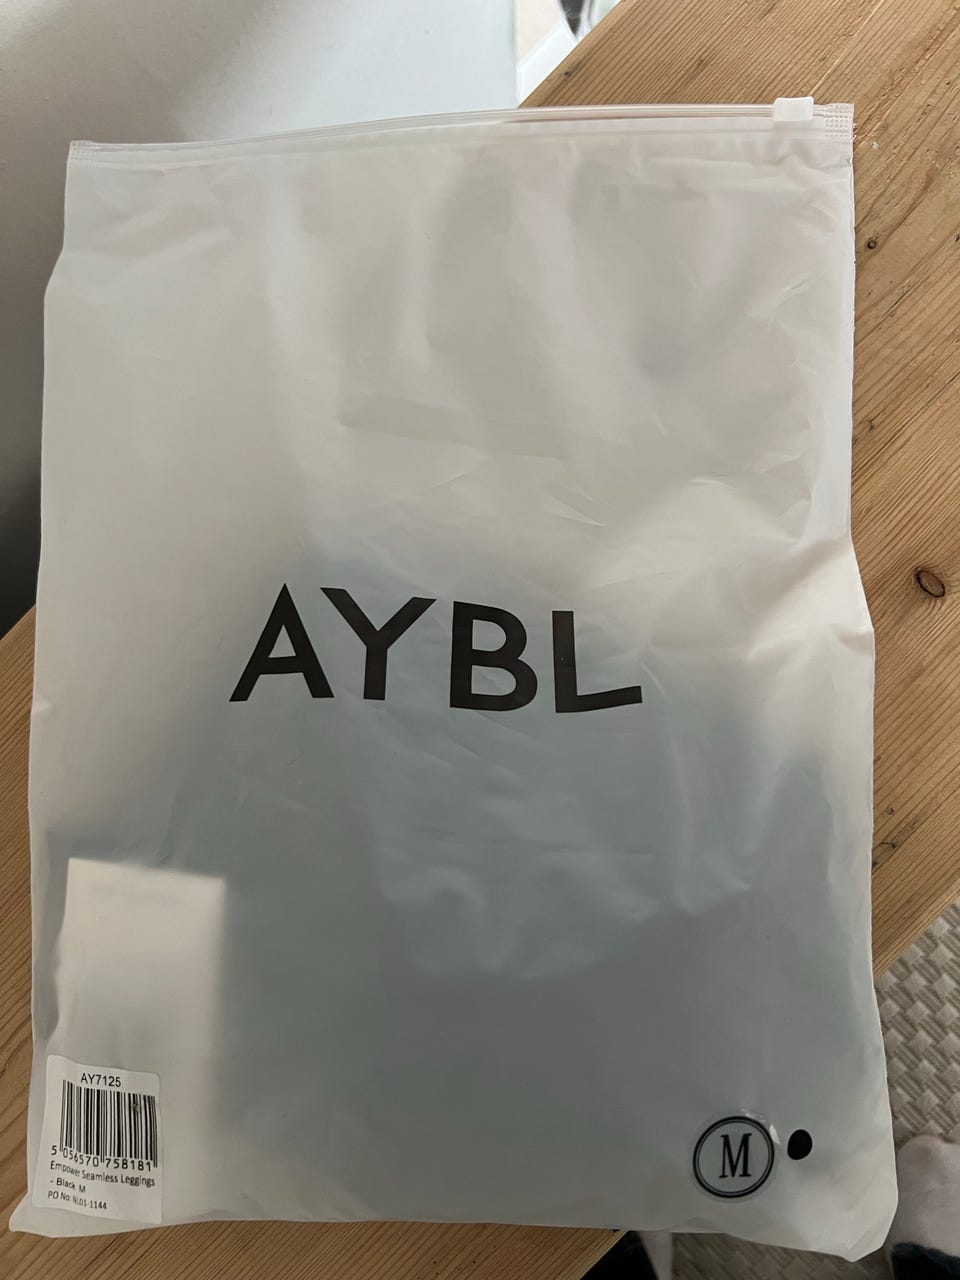 AYBL
AY7125
5 056570 758181
Empower Seamless Leggings
- Black M
PO No: NL01-1144
M